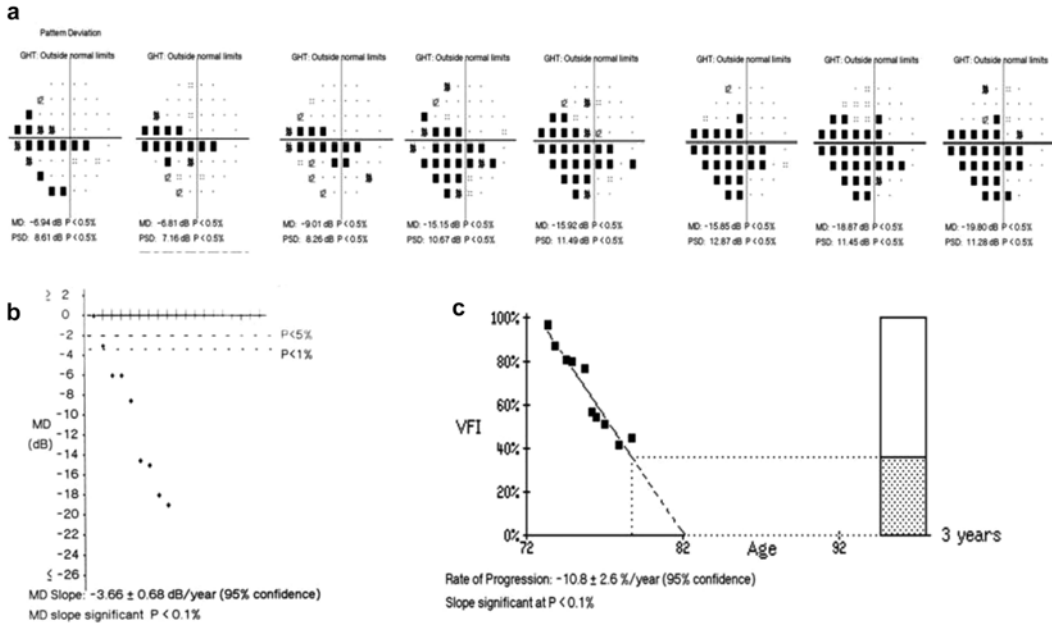 a
Pattern Deviation
GHT: Outside normal limits
MD: -6.94 dB P < 0.5%
PSD: 8.61 dB P < 0.5%
GHT: Outside normal limits
MD: -6.81 dB P < 0.5%
PSD: 7.16 dB P < 0.5%
GHT: Outside normal limits
MD: -9.01 dB P < 0.5%
PSD: 8.26 dB P < 0.5%
GHT: Outside normal limits
MD: -15.15 dB P < 0.5%
PSD: 10.67 dB P < 0.5%
GHT: Outside normal limits
MD: -15.92 dB P < 0.5%
PSD: 11.49 dB P < 0.5%
GHT: Outside normal limits
MD: -15.85 dB P < 0.5%
PSD: 12.87 dB P < 0.5%
GHT: Outside normal limits
MD: -18.87 dB P < 0.5%
PSD: 11.45 dB P < 0.5%
GHT: Outside normal limits
MD: -19.80 dB P < 0.5%
PSD: 11.28 dB P < 0.5%
b
2
0
-2
-4
-6
-8
-10
-12
-14
-16
-18
-20
-22
-24
-26
MD
(dB)
P<5%
P<1%
MD Slope: -3.66 ± 0.68 dB/year (95% confidence)
MD slope significant P < 0.1%
c
100%
80%
60%
40%
20%
0%
VFI
72
82
Age
92
3 years
Rate of Progression: -10.8 ± 2.6 %/year (95% confidence)
Slope significant at P < 0.1%